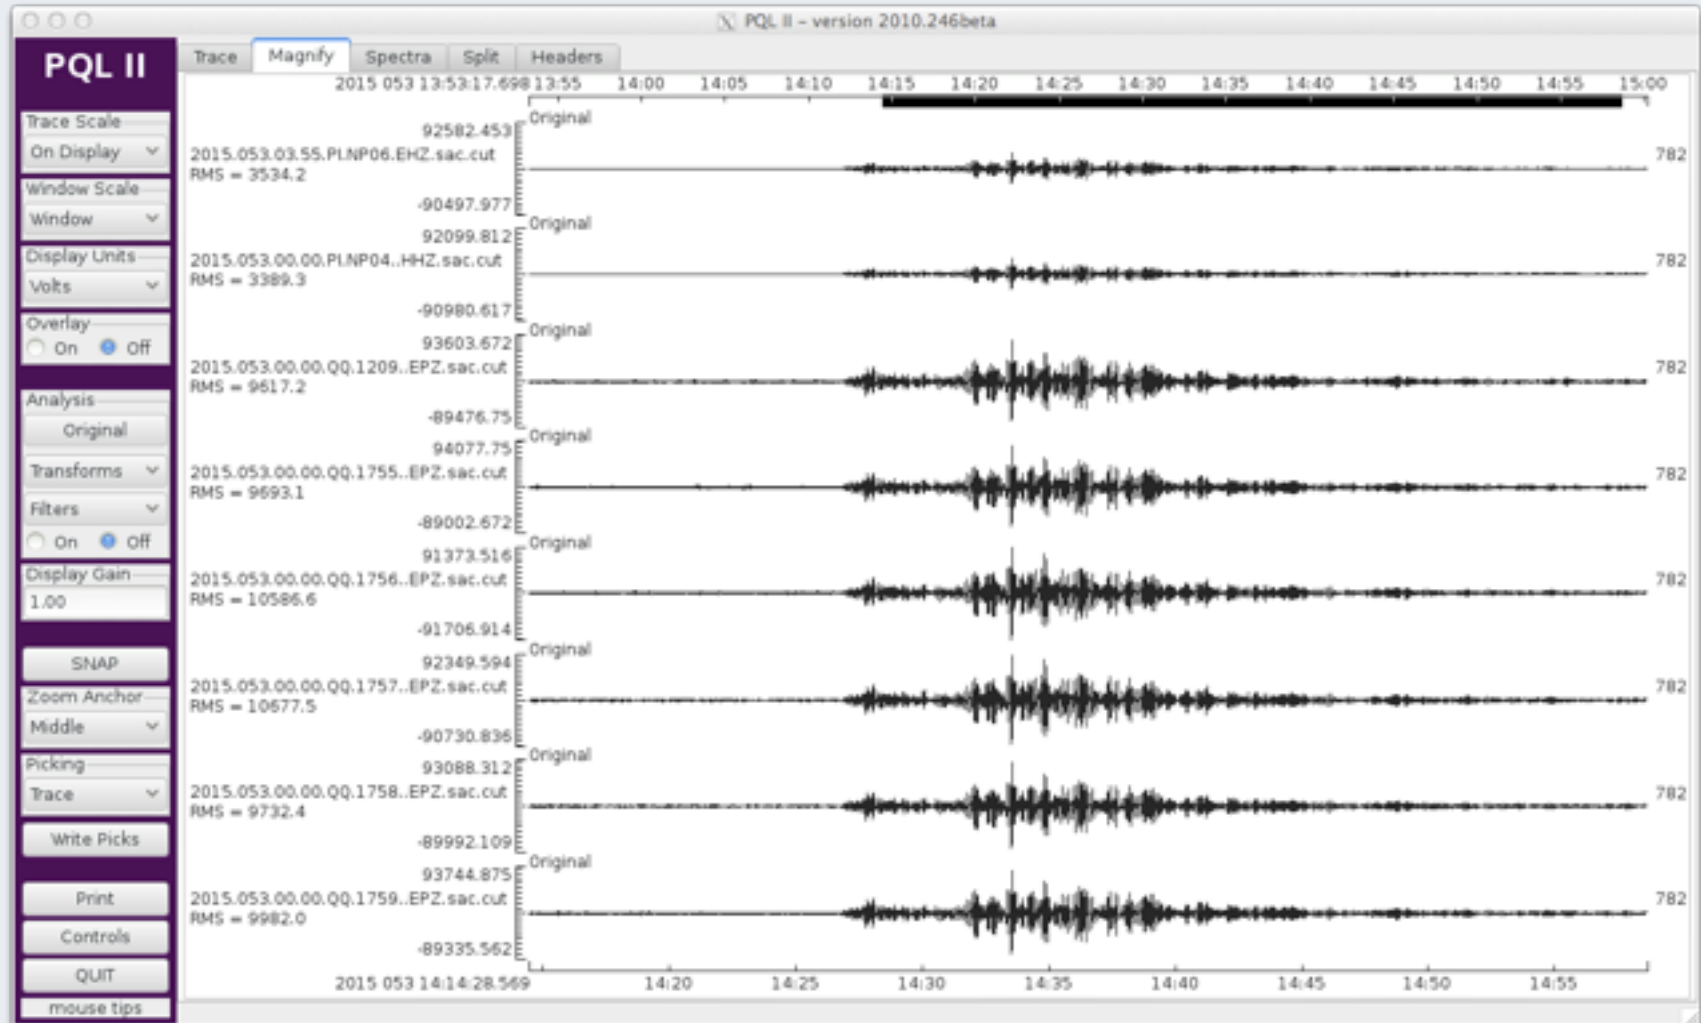 PQL II - version 2010.246beta
PQL II
Trace Magnify Spectra Split Headers
2015 053 13:53:17.698 13:55 14:00 14:05 14:10 14:15 14:20 14:25 14:30 14:35 14:40 14:45 14:50 14:55 15:00
Trace Scale
On Display
Window Scale
Window
Display Units
Volts
Overlay
On Off
Analysis
Original
Transforms
Filters
On Off
Display Gain
1.00
SNAP
Zoom Anchor
Middle
Picking
Trace
Write Picks
Print
Controls
QUIT
mouse tips
Original
92582.453
2015.053.03.55.PI.NP06.EHZ.sac.cut
782
RMS = 3534.2
-90497.977
Original
92099.812
2015.053.00.00.PI.NP04..HHZ.sac.cut
782
RMS = 3389.3
-90980.617
Original
93603.672
2015.053.00.00.QQ.1209..EPZ.sac.cut
782
RMS = 9617.2
-89476.75
Original
94077.75
2015.053.00.00.QQ.1755..EPZ.sac.cut
782
RMS = 9693.1
-89002.672
Original
91373.516
2015.053.00.00.QQ.1756..EPZ.sac.cut
782
RMS = 10586.6
-91706.914
Original
92349.594
2015.053.00.00.QQ.1757..EPZ.sac.cut
782
RMS = 10677.5
-90730.836
Original
93088.312
2015.053.00.00.QQ.1758..EPZ.sac.cut
782
RMS = 9732.4
-89992.109
Original
93744.875
2015.053.00.00.QQ.1759..EPZ.sac.cut
782
RMS = 9982.0
-89335.562
2015 053 14:14:28.569 14:20 14:25 14:30 14:35 14:40 14:45 14:50 14:55